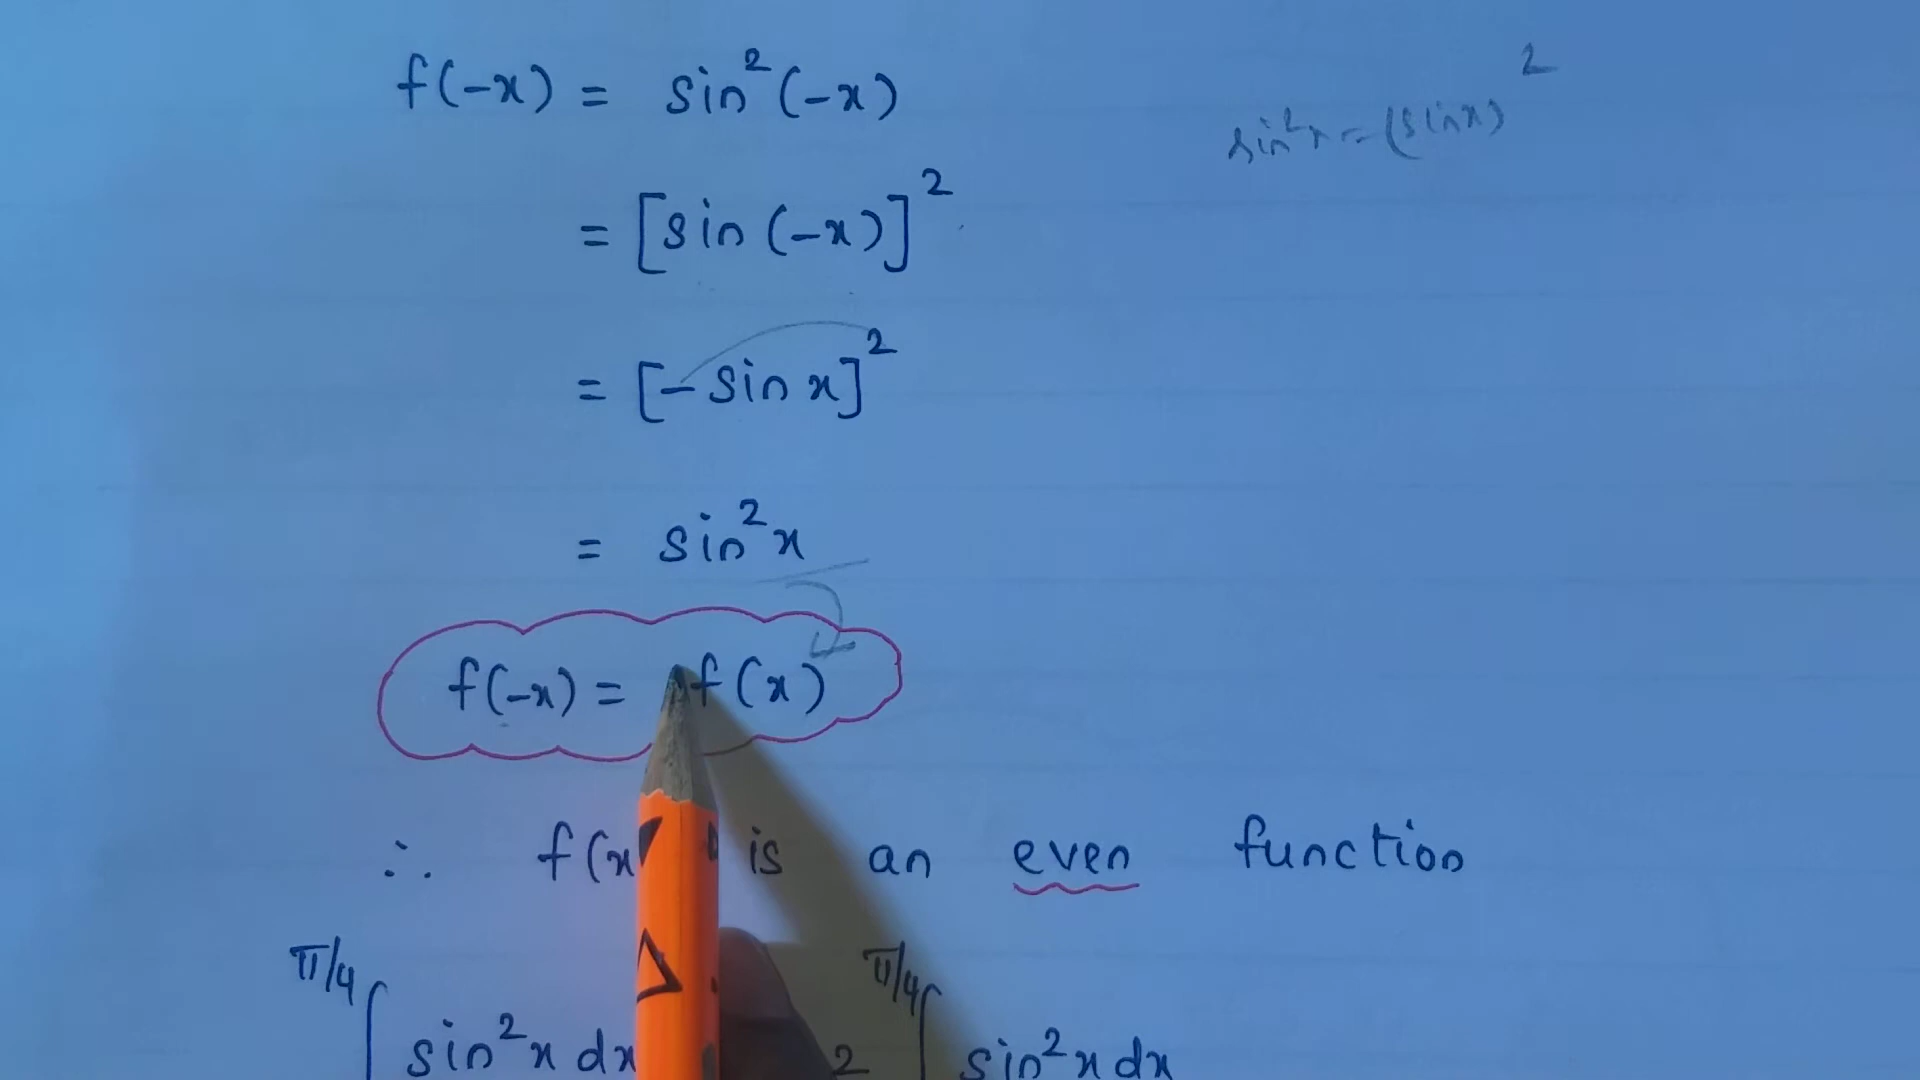 f(-x) = sin²(-x)
sin²x = (sin x)²
= [sin(-x)]²
= [-sin x]²
= sin²x
f(-x) = f(x)
∴ f(x is an even function
π/4 π/4
∫ sin²x dx 2 ∫ sin²x dx